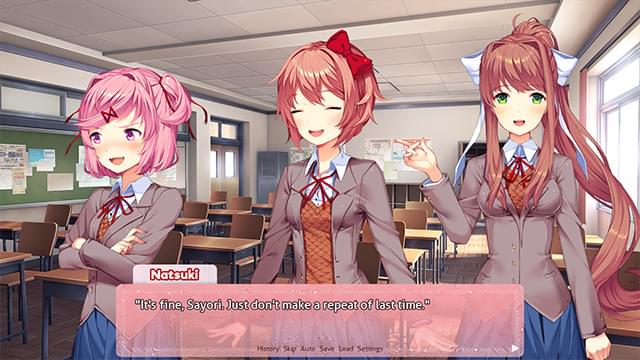 Natsuki
"It's fine, Sayori. Just don't make a repeat of last time."
History Skip Auto Save Load Settings